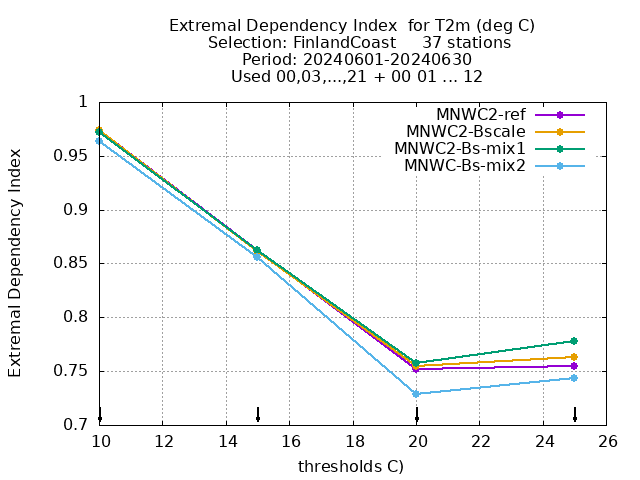 Extremal Dependency Index  for T2m (deg C)
Selection: FinlandCoast     37 stations
Period: 20240601-20240630
Used 00,03,...,21 + 00 01 ... 12
MNWC2-ref
MNWC2-Bscale
MNWC2-Bs-mix1
MNWC-Bs-mix2
Extremal Dependency Index
1
0.95
0.9
0.85
0.8
0.75
0.7
10 12 14 16 18 20 22 24 26
thresholds C)